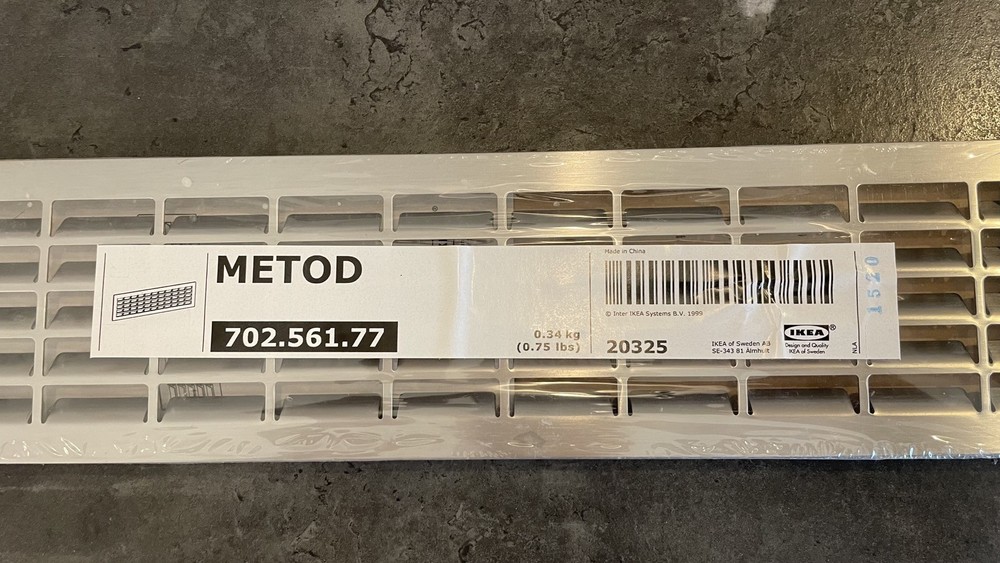 METOD
702.561.77
0.34 kg
(0.75 lbs)
Made in China
© Inter IKEA Systems B.V. 1999
20325
IKEA of Sweden AB
SE-343 81 Älmhult
IKEA®
Design and Quality
IKEA of Sweden
NLA
1520